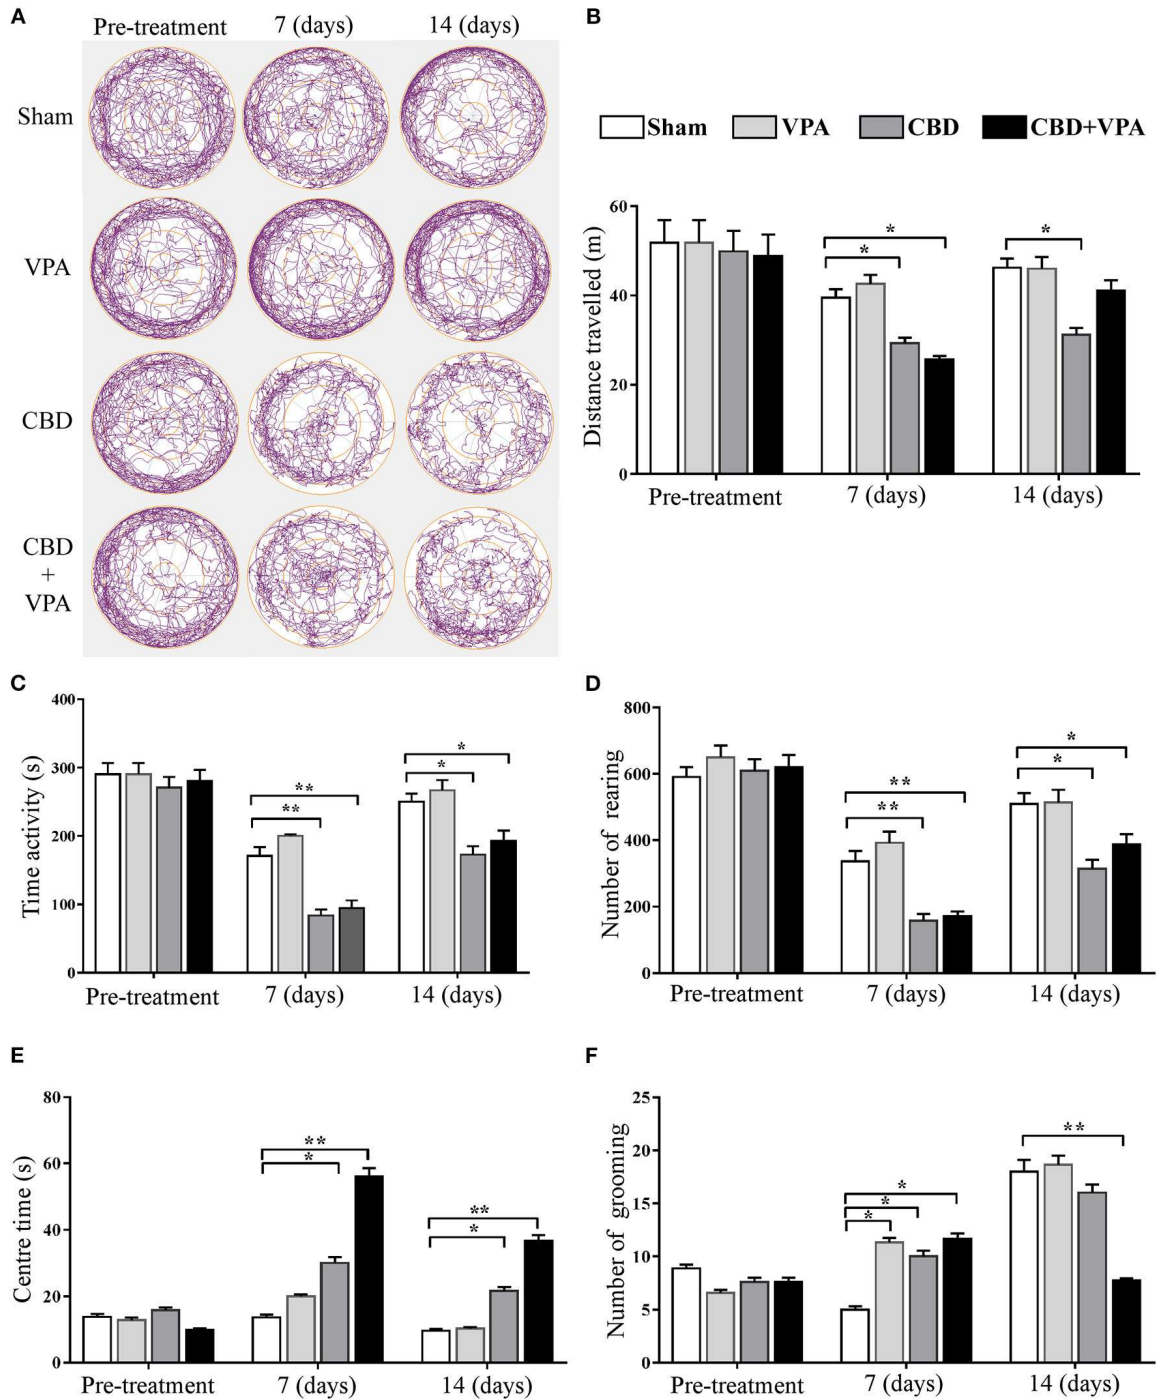 A
Pre-treatment 7 (days) 14 (days)
Sham
VPA
CBD
CBD
+
VPA
B
Sham VPA CBD CBD+VPA
Distance travelled (m)
60
40
20
0
* *
*
Pre-treatment 7 (days) 14 (days)
C
Time activity (s)
400
300
200
100
0
** **
* *
Pre-treatment 7 (days) 14 (days)
D
Number of rearing
800
600
400
200
0
** **
* *
Pre-treatment 7 (days) 14 (days)
E
Centre time (s)
80
60
40
20
0
** *
** *
Pre-treatment 7 (days) 14 (days)
F
Number of grooming
25
20
15
10
5
0
* * *
**
Pre-treatment 7 (days) 14 (days)